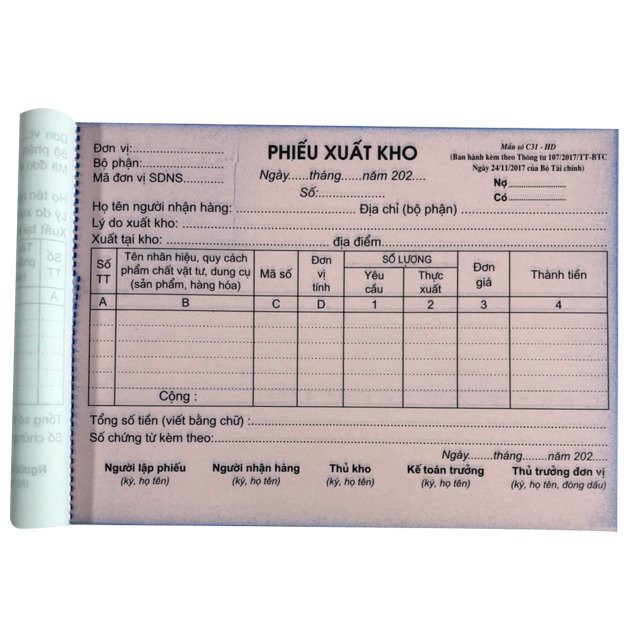 Đơn vị:
PHIẾU XUẤT KHO
Mẫu số C31 - HD
(Ban hành kèm theo Thông tư 107/2017/TT-BTC
Ngày 24/11/2017 của Bộ Tài chính)
Bộ phận:
Mã đơn vị SDNS
Ngày......tháng.......năm 202....
Số:
Nợ
Có
Họ tên người nhận hàng: Địa chỉ (bộ phận)
Lý do xuất kho:
Xuất tại kho: địa điểm
Số TT
Tên nhãn hiệu, quy cách phẩm chất vật tư, dung cụ (sản phẩm, hàng hóa)
Mã số
Đơn vị tính
SỐ LƯỢNG
Yêu cầu
Thực xuất
Đơn giá
Thành tiền
A B C D 1 2 3 4
Cộng :
Tổng số tiền (viết bằng chữ) :
Số chứng từ kèm theo:
Ngày.......tháng........năm 202.....
Người lập phiếu Người nhận hàng Thủ kho Kế toán trưởng Thủ trưởng đơn vị
(ký, họ tên) (ký, họ tên) (ký, họ tên) (ký, họ tên) (ký, họ tên, đóng dấu)